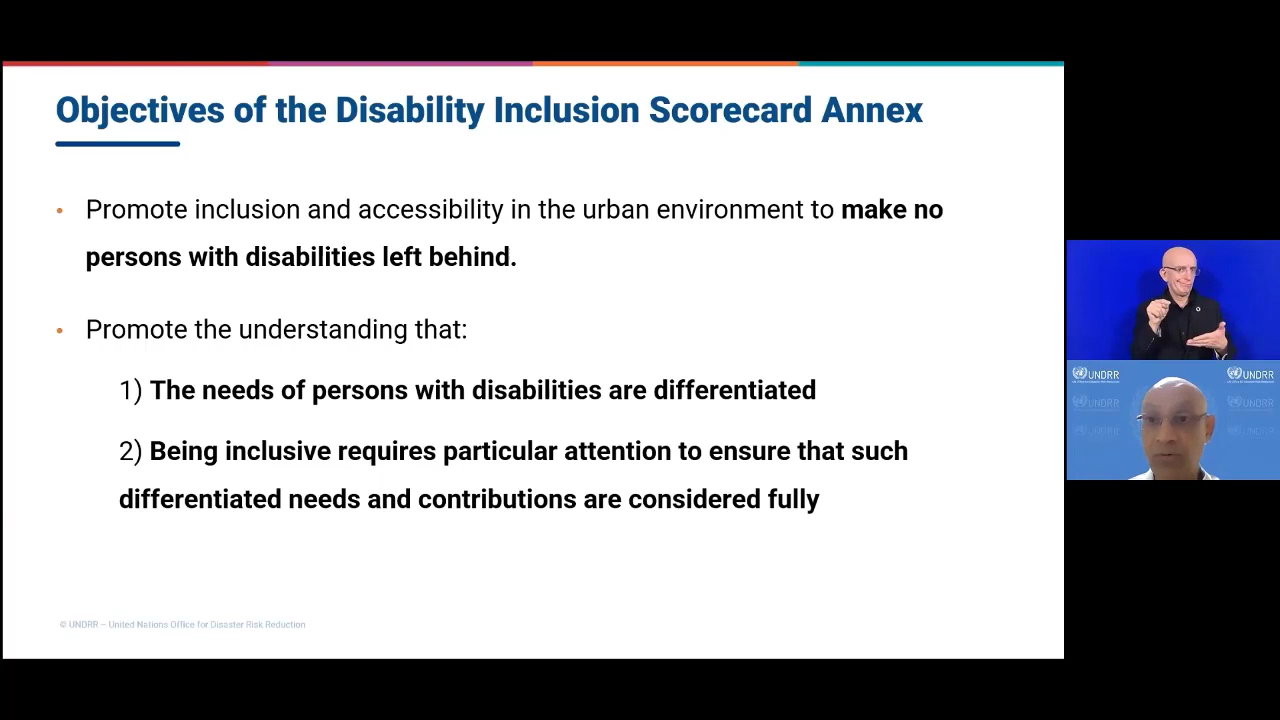 Objectives of the Disability Inclusion Scorecard Annex
• Promote inclusion and accessibility in the urban environment to make no
persons with disabilities left behind.
• Promote the understanding that:
1) The needs of persons with disabilities are differentiated
2) Being inclusive requires particular attention to ensure that such
differentiated needs and contributions are considered fully
© UNDRR – United Nations Office for Disaster Risk Reduction
UNDRR
UNDRR
UNDRR
UNDRR